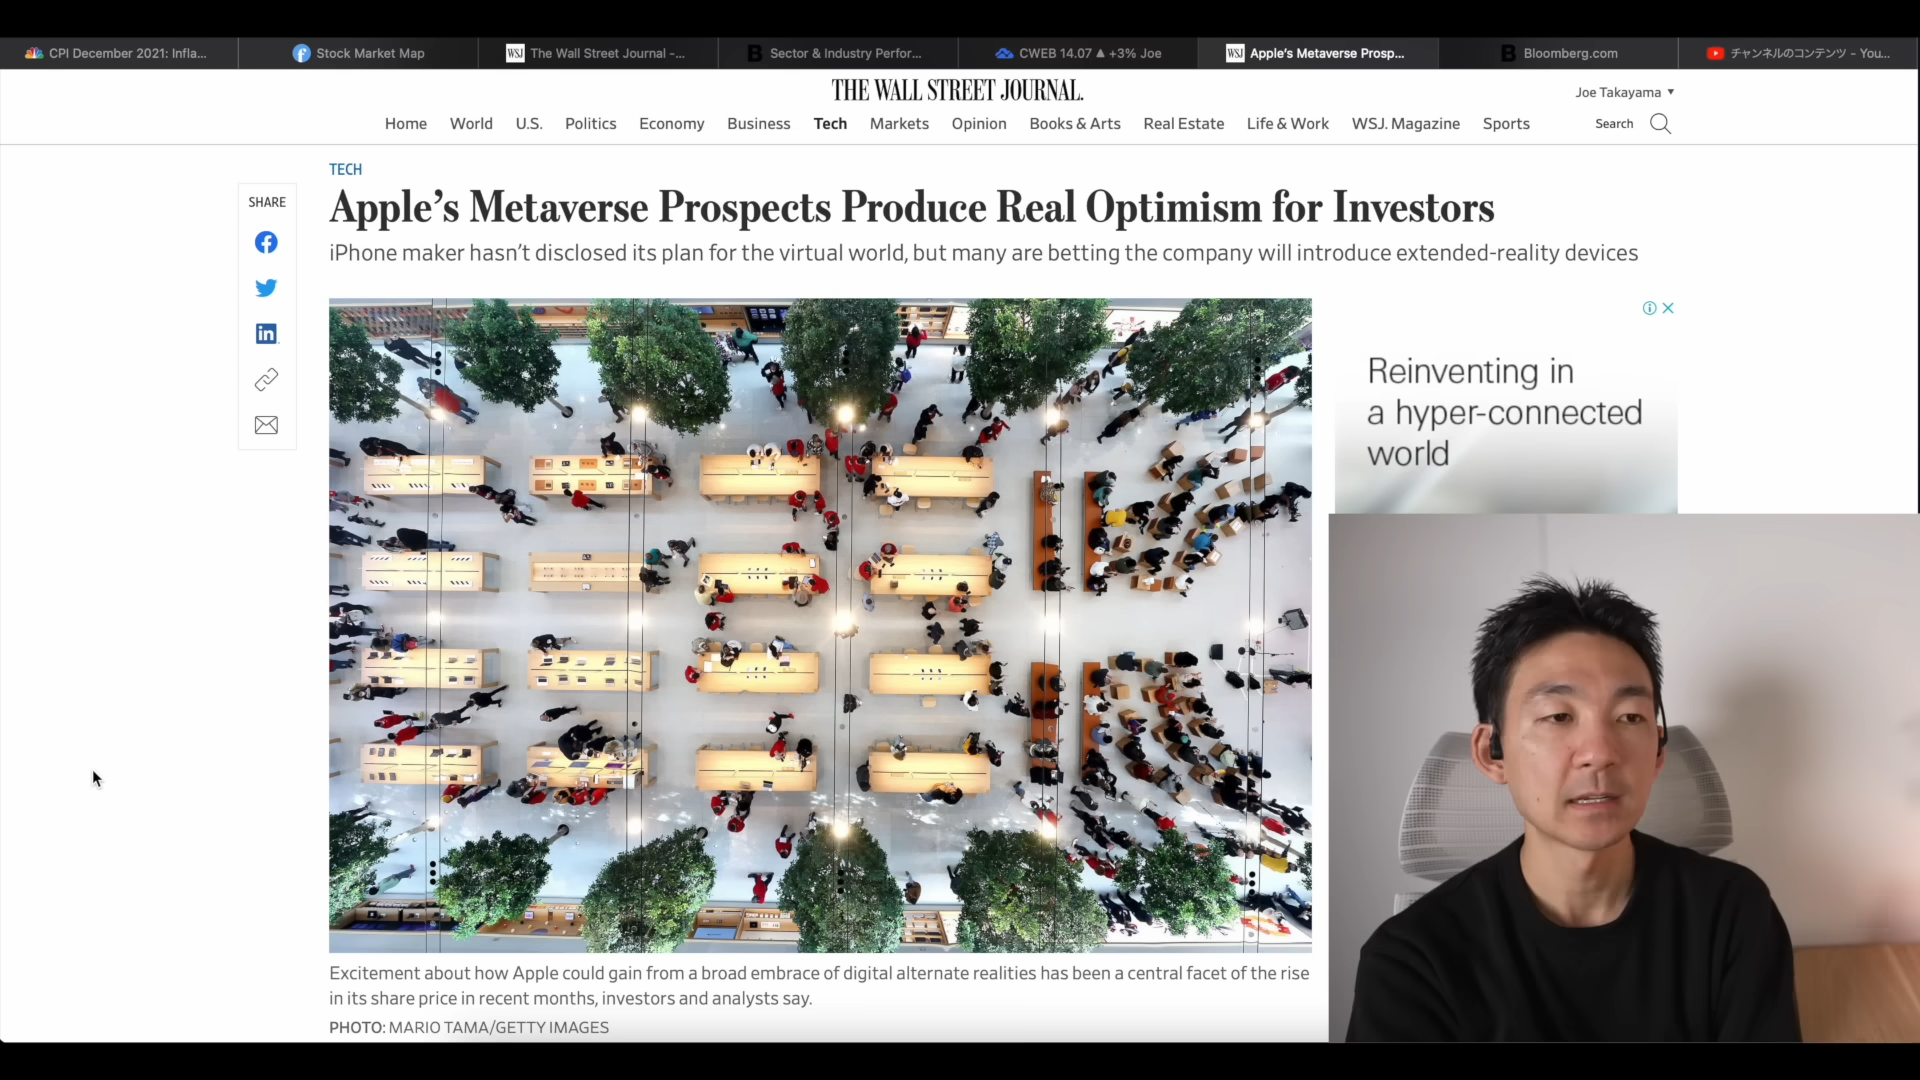 CPI December 2021: Infla...
Stock Market Map
WSJ The Wall Street Journal -...
B Sector & Industry Perfor...
CWEB 14.07 ▲ +3% Joe
WSJ Apple's Metaverse Prosp...
B Bloomberg.com
チャンネルのコンテンツ - You...
THE WALL STREET JOURNAL.
Joe Takayama ▼
Home World U.S. Politics Economy Business Tech Markets Opinion Books & Arts Real Estate Life & Work WSJ. Magazine Sports
Search
TECH
SHARE
Apple’s Metaverse Prospects Produce Real Optimism for Investors
iPhone maker hasn’t disclosed its plan for the virtual world, but many are betting the company will introduce extended-reality devices
Reinventing in
a hyper-connected
world
Excitement about how Apple could gain from a broad embrace of digital alternate realities has been a central facet of the rise
in its share price in recent months, investors and analysts say.
PHOTO: MARIO TAMA/GETTY IMAGES